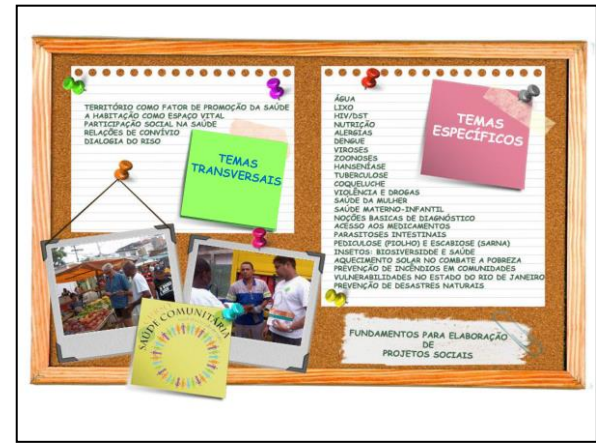 TERRITÓRIO COMO FATOR DE PROMOÇÃO DA SAÚDE
A HABITAÇÃO COMO ESPAÇO VITAL
PARTICIPAÇÃO SOCIAL NA SAÚDE
RELAÇÕES DE CONVÍVIO
DIALOGIA DO RISO
TEMAS
TRANSVERSAIS
SAÚDE COMUNITÁRIA
ÁGUA
LIXO
HIV/DST
NUTRIÇÃO
ALERGIAS
DENGUE
VIROSES
ZOONOSES
HANSENÍASE
TUBERCULOSE
COQUELUCHE
VIOLÊNCIA E DROGAS
SAÚDE DA MULHER
SAÚDE MATERNO-INFANTIL
NOÇÕES BASICAS DE DIAGNÓSTICO
ACESSO AOS MEDICAMENTOS
PARASITOSES INTESTINAIS
PEDICULOSE (PIOLHO) E ESCABIOSE (SARNA)
INSETOS: BIOSIVERSIDDE E SAÚDE
AQUECIMENTO SOLAR NO COMBATE A POBREZA
PREVENÇÃO DE INCÊNDIOS EM COMUNIDADES
VULNERABILIDADES NO ESTADO DO RIO DE JANEIRO
PREVENÇÃO DE DESASTRES NATURAIS
TEMAS
ESPECÍFICOS
FUNDAMENTOS PARA ELABORAÇÃO
DE
PROJETOS SOCIAIS